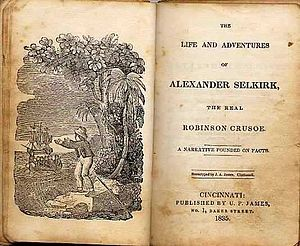 THE
LIFE AND ADVENTURES
OF
ALEXANDER SELKIRK,
THE REAL
ROBINSON CRUSOE.
A NARRATIVE FOUNDED ON FACTS.
Stereotyped by J. A. James, Cincinnati.
CINCINNATI:
PUBLISHED BY U. P. JAMES,
NO. 1, BAKER STREET.
1835.